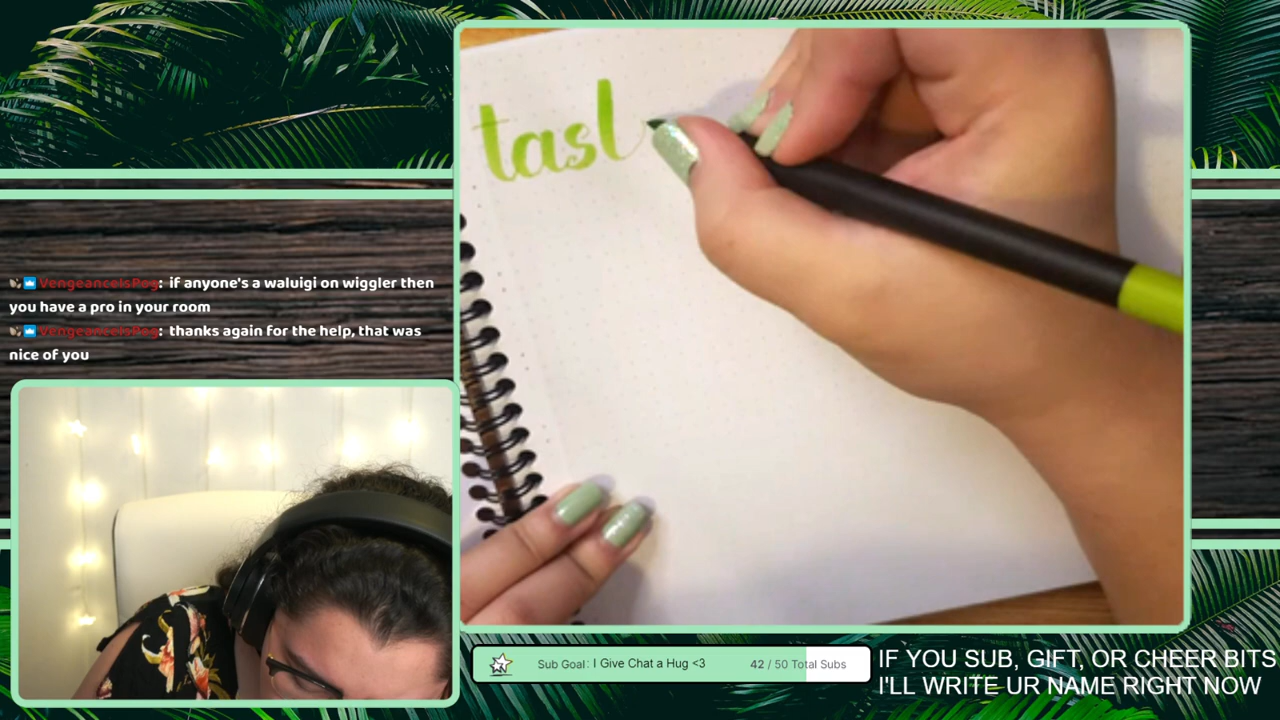 tasl
VengeanceIsPog: if anyone's a waluigi on wiggler then
you have a pro in your room
VengeanceIsPog: thanks again for the help, that was
nice of you
Sub Goal: I Give Chat a Hug <3 42 / 50 Total Subs
IF YOU SUB, GIFT, OR CHEER BITS
I'LL WRITE UR NAME RIGHT NOW